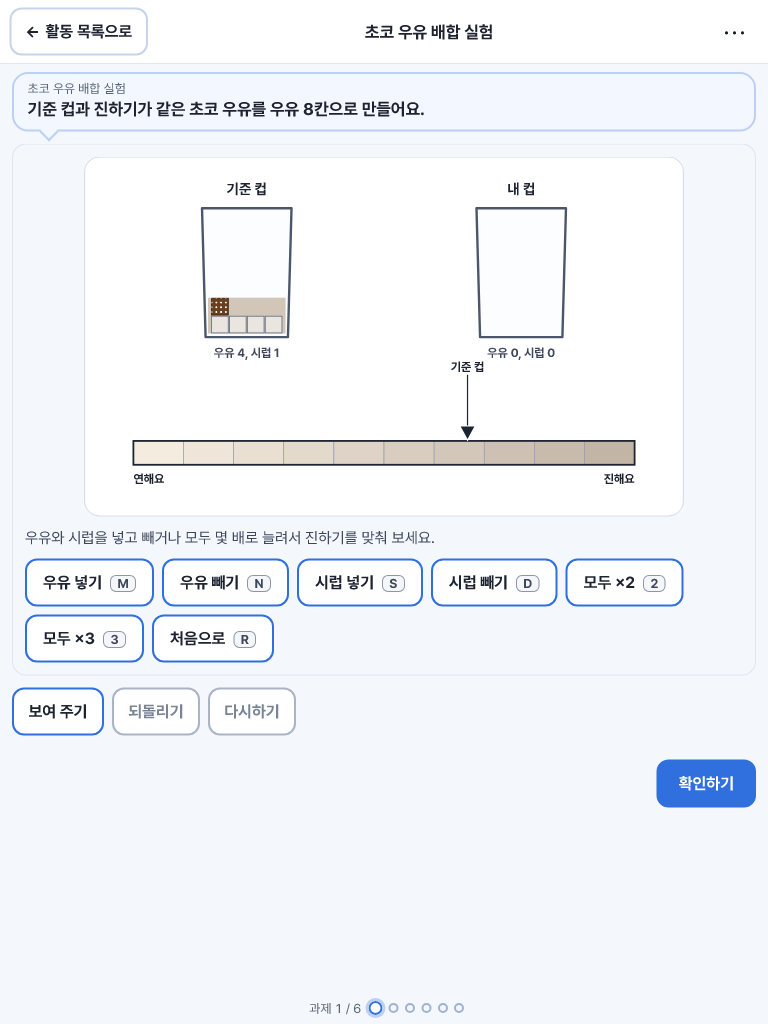 ← 활동 목록으로
초코 우유 배합 실험
...
초코 우유 배합 실험
기준 컵과 진하기가 같은 초코 우유를 우유 8칸으로 만들어요.
기준 컵
내 컵
우유 4, 시럽 1
우유 0, 시럽 0
기준 컵
연해요
진해요
우유와 시럽을 넣고 빼거나 모두 몇 배로 늘려서 진하기를 맞춰 보세요.
우유 넣기 M
우유 빼기 N
시럽 넣기 S
시럽 빼기 D
모두 ×2 2
모두 ×3 3
처음으로 R
보여 주기
되돌리기
다시하기
확인하기
과제 1 / 6